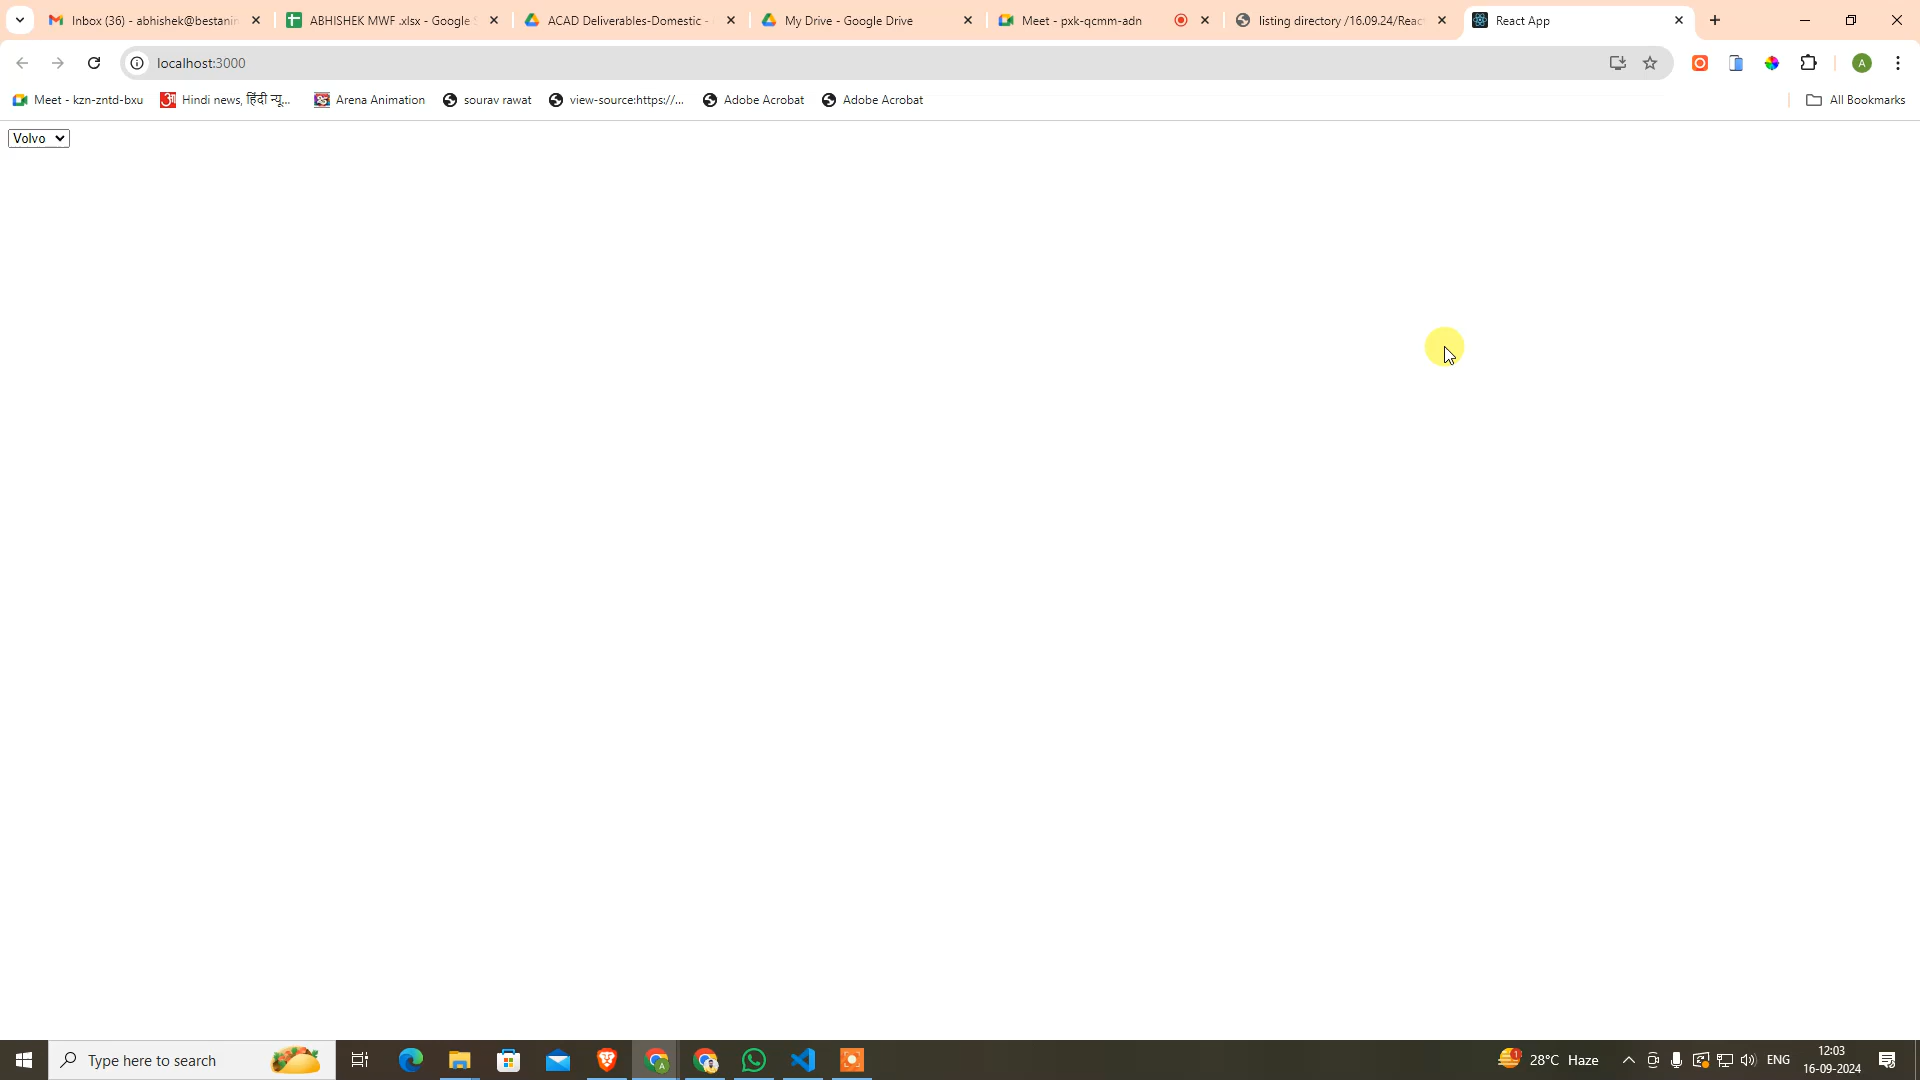 Inbox (36) - abhishek@bestanin
ABHISHEK MWF .xlsx - Google S
ACAD Deliverables-Domestic -
My Drive - Google Drive
Meet - pxk-qcmm-adn
listing directory /16.09.24/Reac
React App
localhost:3000
A
Meet - kzn-zntd-bxu
Hindi news, हिंदी न्यू...
Arena Animation
sourav rawat
view-source:https://...
Adobe Acrobat
Adobe Acrobat
All Bookmarks
Volvo
Type here to search
28°C Haze
ENG
12:03
16-09-2024